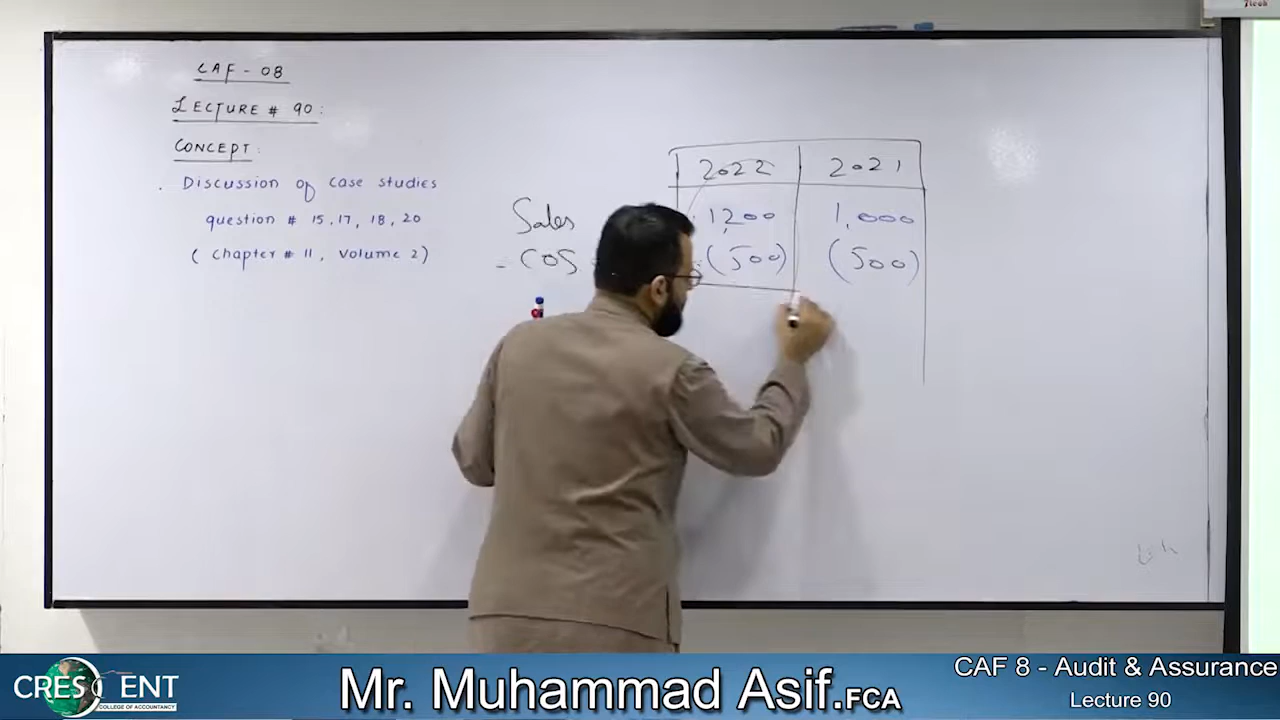 CAF - 08
LECTURE # 90:
CONCEPT:
. Discussion of case studies
question # 15, 17, 18, 20
( chapter # 11, volume 2 )
2022 2021
Sales 1,200 1,000
- COS (500) (500)
CRESCENT
COLLEGE OF ACCOUNTANCY
Mr. Muhammad Asif.FCA
CAF 8 - Audit & Assurance
Lecture 90